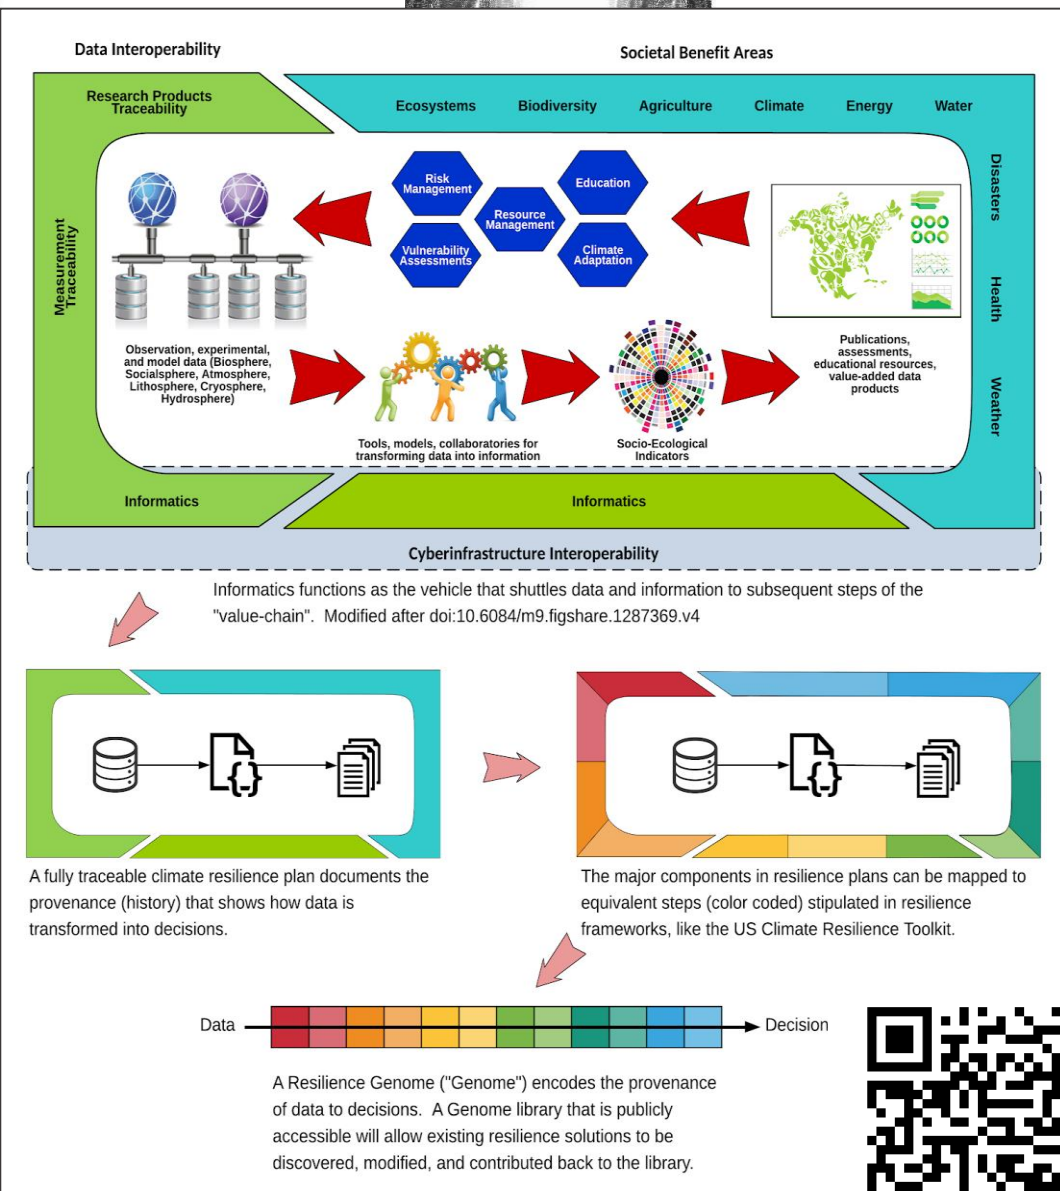 Data Interoperability
Societal Benefit Areas
Research Products
Traceability
Ecosystems
Biodiversity
Agriculture
Climate
Energy
Water
Disasters
Health
Weather
Measurement
Traceability
Risk
Management
Education
Resource
Management
Vulnerability
Assessments
Climate
Adaptation
Observation, experimental,
and model data (Biosphere,
Socialsphere, Atmosphere,
Lithosphere, Cryosphere,
Hydrosphere)
Tools, models, collaboratories for
transforming data into information
Socio-Ecological
Indicators
Publications,
assessments,
educational resources,
value-added data
products
Informatics
Informatics
Cyberinfrastructure Interoperability
Informatics functions as the vehicle that shuttles data and information to subsequent steps of the
"value-chain".  Modified after doi:10.6084/m9.figshare.1287369.v4
{}
{}
A fully traceable climate resilience plan documents the
provenance (history) that shows how data is
transformed into decisions.
The major components in resilience plans can be mapped to
equivalent steps (color coded) stipulated in resilience
frameworks, like the US Climate Resilience Toolkit.
Data
Decision
A Resilience Genome ("Genome") encodes the provenance
of data to decisions.  A Genome library that is publicly
accessible will allow existing resilience solutions to be
discovered, modified, and contributed back to the library.